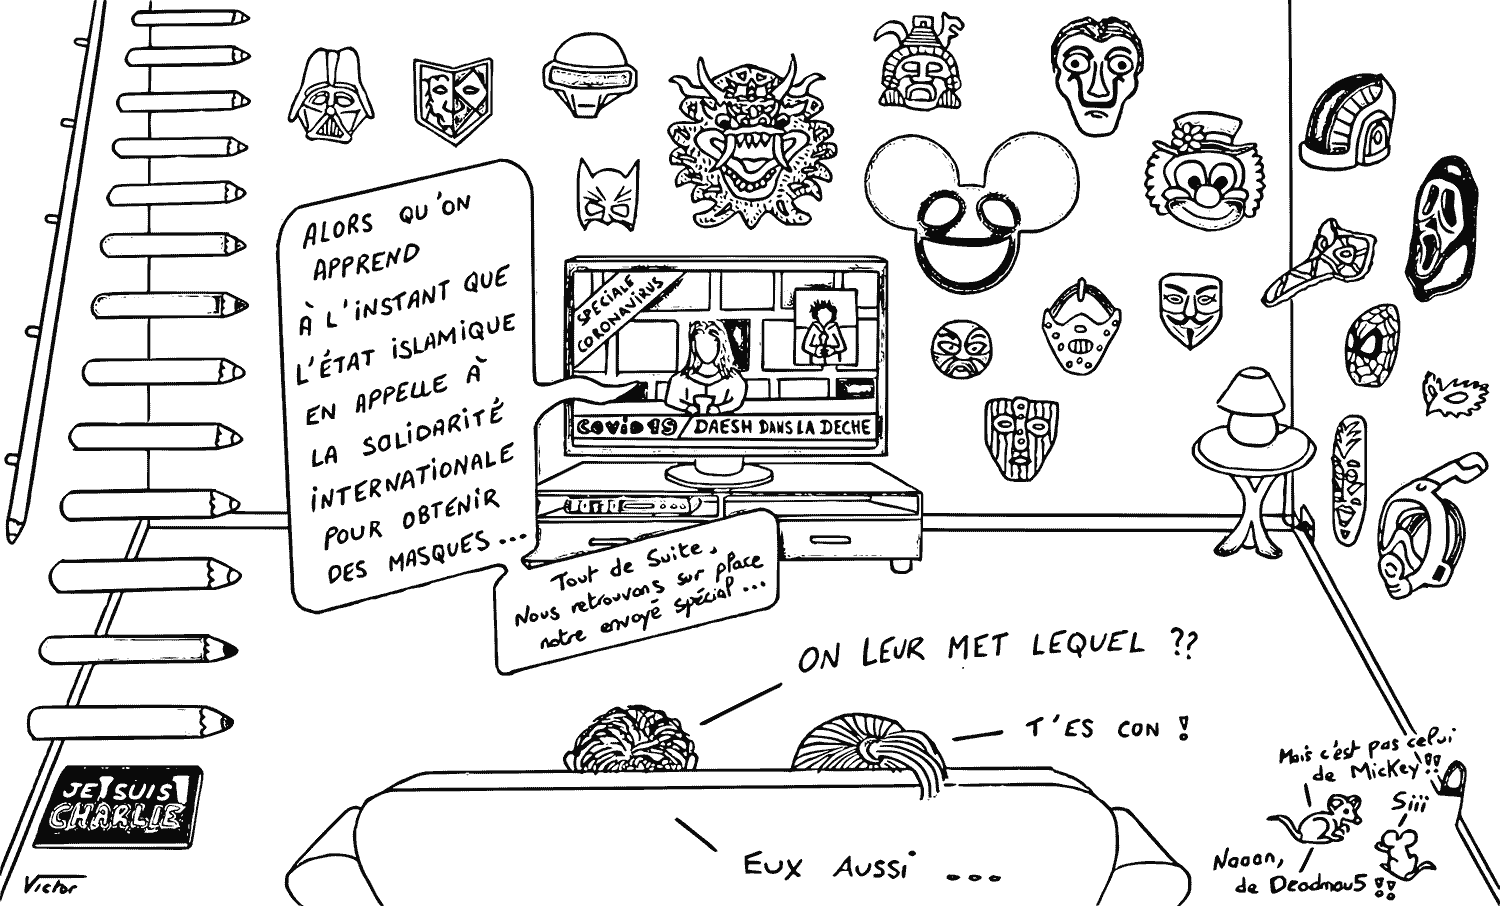 ALORS QU'ON
APPREND
À L'INSTANT QUE
L'ÉTAT ISLAMIQUE
EN APPELLE À
LA SOLIDARITÉ
INTERNATIONALE
POUR OBTENIR
DES MASQUES...
SPECIALE
CORONAVIRUS
COVID 19 / DAESH DANS LA DECHE
Tout de Suite,
Nous retrouvons sur place
notre envoyé spécial...
ON LEUR MET LEQUEL ??
T'ES CON !
EUX AUSSI ...
Mais c'est pas celui
de Mickey !!
Siii
Naaan,
de Deadmau5 !!
JE SUIS
CHARLIE
Victor